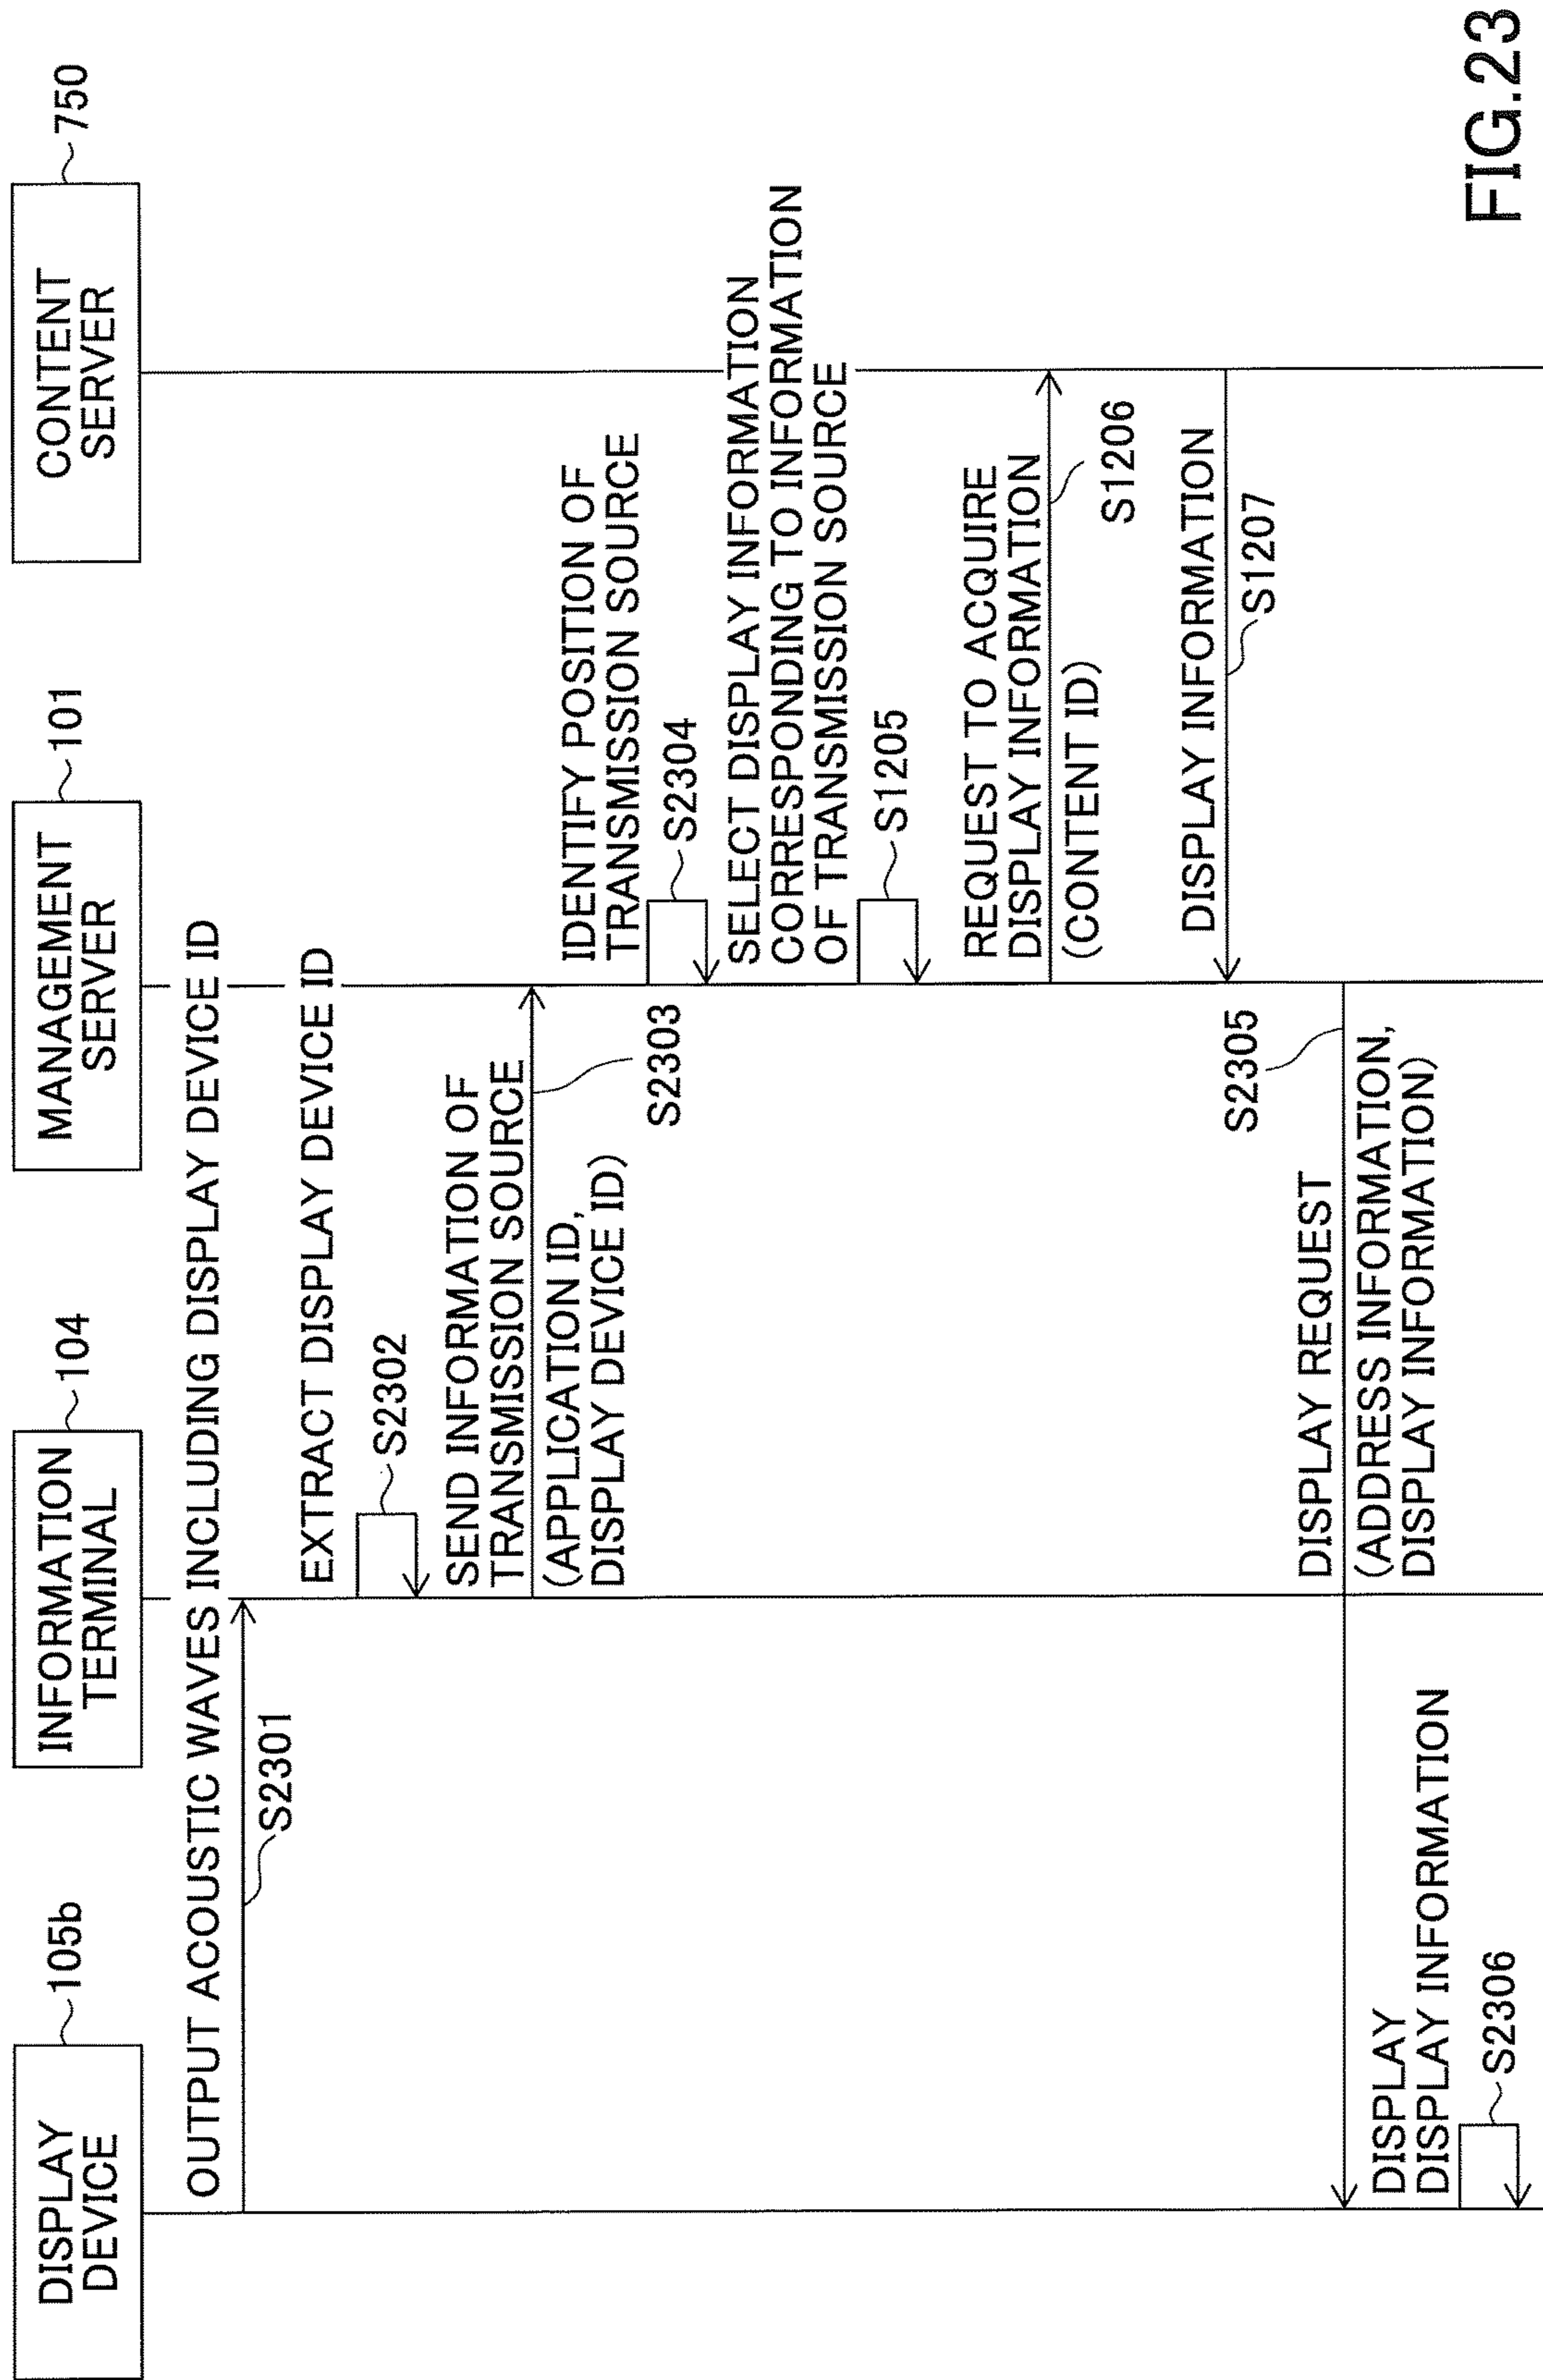 DISPLAY
DEVICE
105b
INFORMATION
TERMINAL
104
MANAGEMENT
SERVER
101
CONTENT
SERVER
750
OUTPUT ACOUSTIC WAVES INCLUDING DISPLAY DEVICE ID
S2301
EXTRACT DISPLAY DEVICE ID
S2302
SEND INFORMATION OF
TRANSMISSION SOURCE
(APPLICATION ID,
DISPLAY DEVICE ID)
S2303
IDENTIFY POSITION OF
TRANSMISSION SOURCE
S2304
SELECT DISPLAY INFORMATION
CORRESPONDING TO INFORMATION
OF TRANSMISSION SOURCE
S1205
REQUEST TO ACQUIRE
DISPLAY INFORMATION
(CONTENT ID)
S1206
DISPLAY INFORMATION
S1207
DISPLAY REQUEST
(ADDRESS INFORMATION,
DISPLAY INFORMATION)
S2305
DISPLAY
DISPLAY INFORMATION
S2306
FIG.23